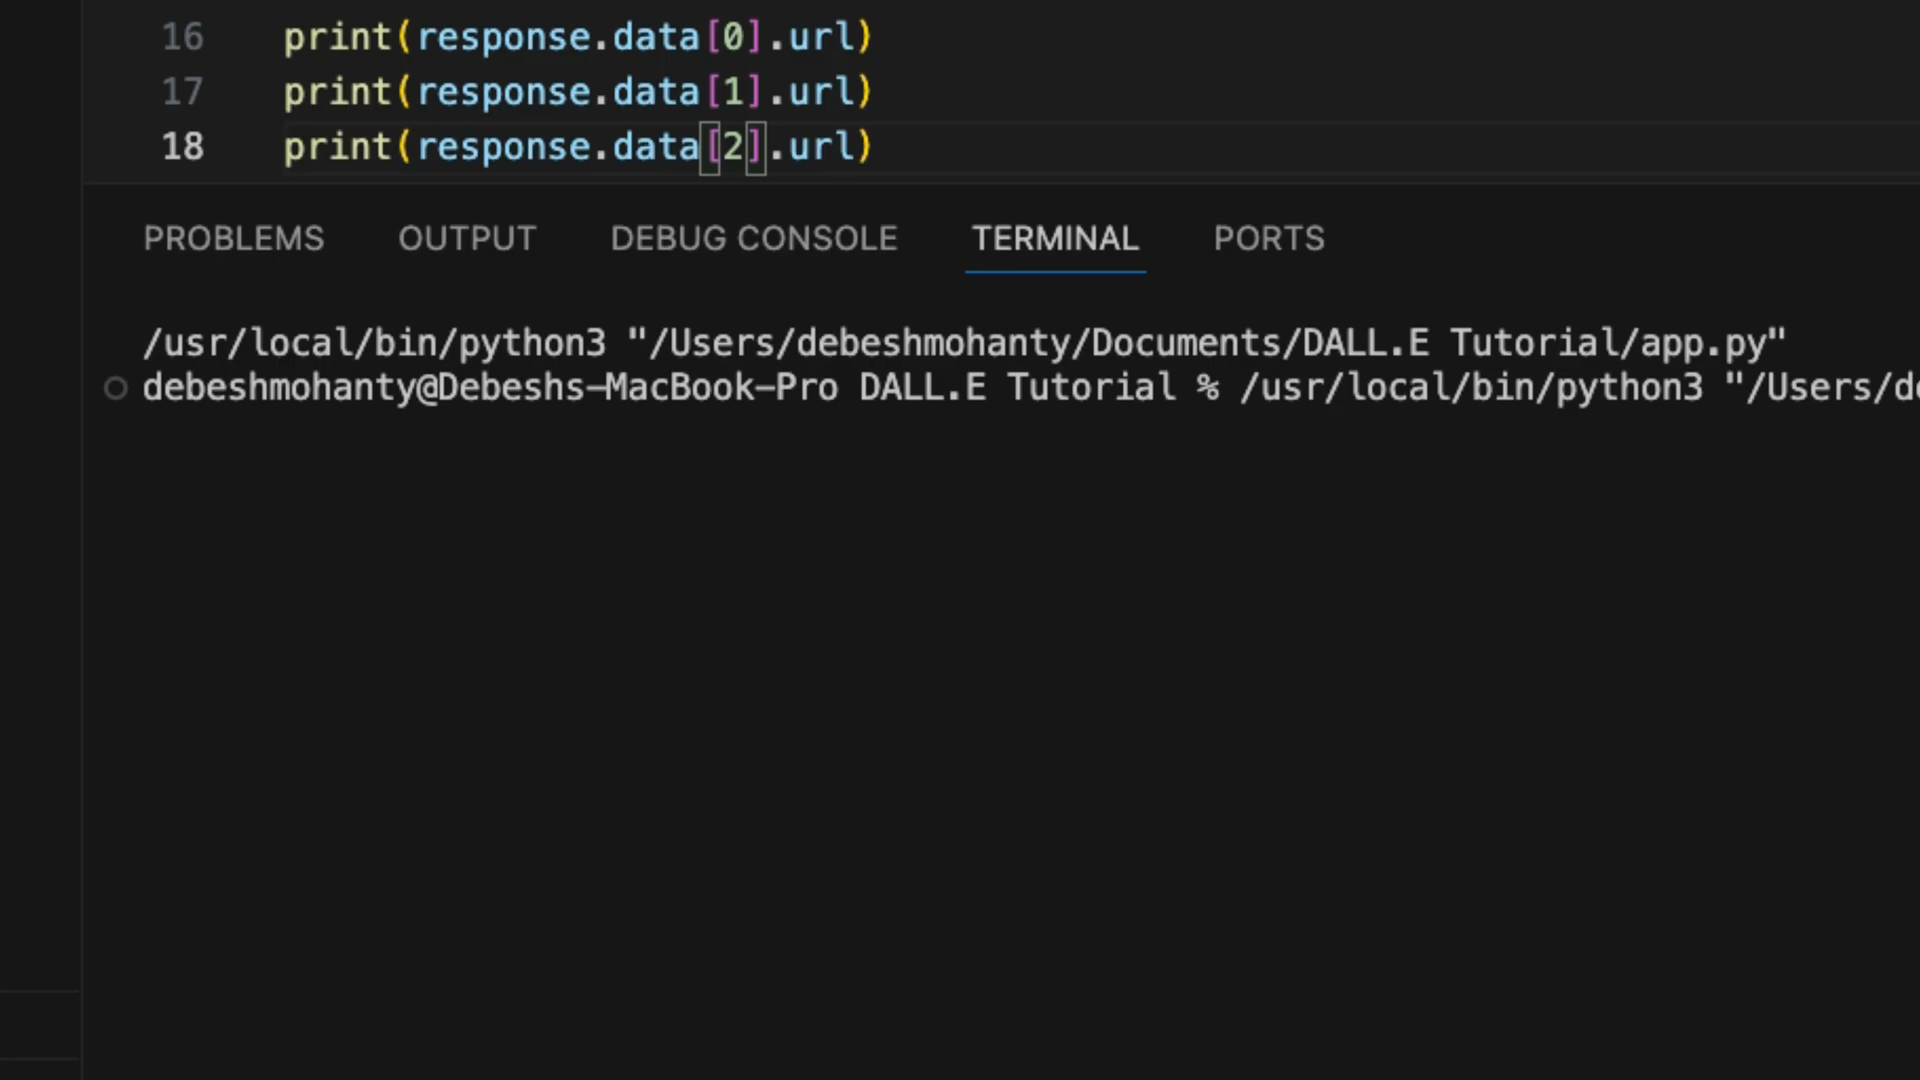 16 print(response.data[0].url)
17 print(response.data[1].url)
18 print(response.data[2].url)
PROBLEMS OUTPUT DEBUG CONSOLE TERMINAL PORTS
/usr/local/bin/python3 "/Users/debeshmohanty/Documents/DALL.E Tutorial/app.py"
debeshmohanty@Debeshs-MacBook-Pro DALL.E Tutorial % /usr/local/bin/python3 "/Users/de